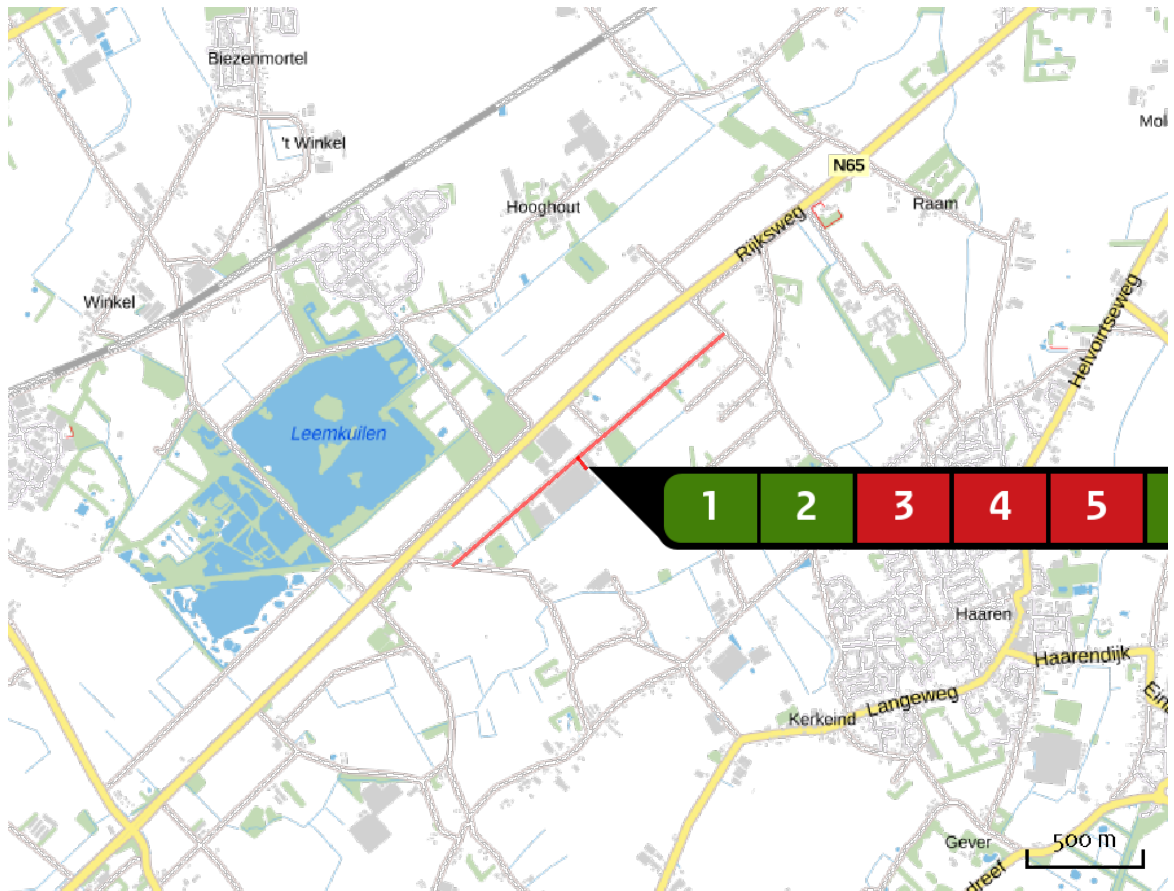 Biezenmortel
Mol
't Winkel
N65
Hooghout
Raam
Rijksweg
Winkel
Helvoirtseweg
Leemkuilen
1 2 3 4 5
Haaren
Haarendijk
Langeweg
Kerkeind
Gever
500 m